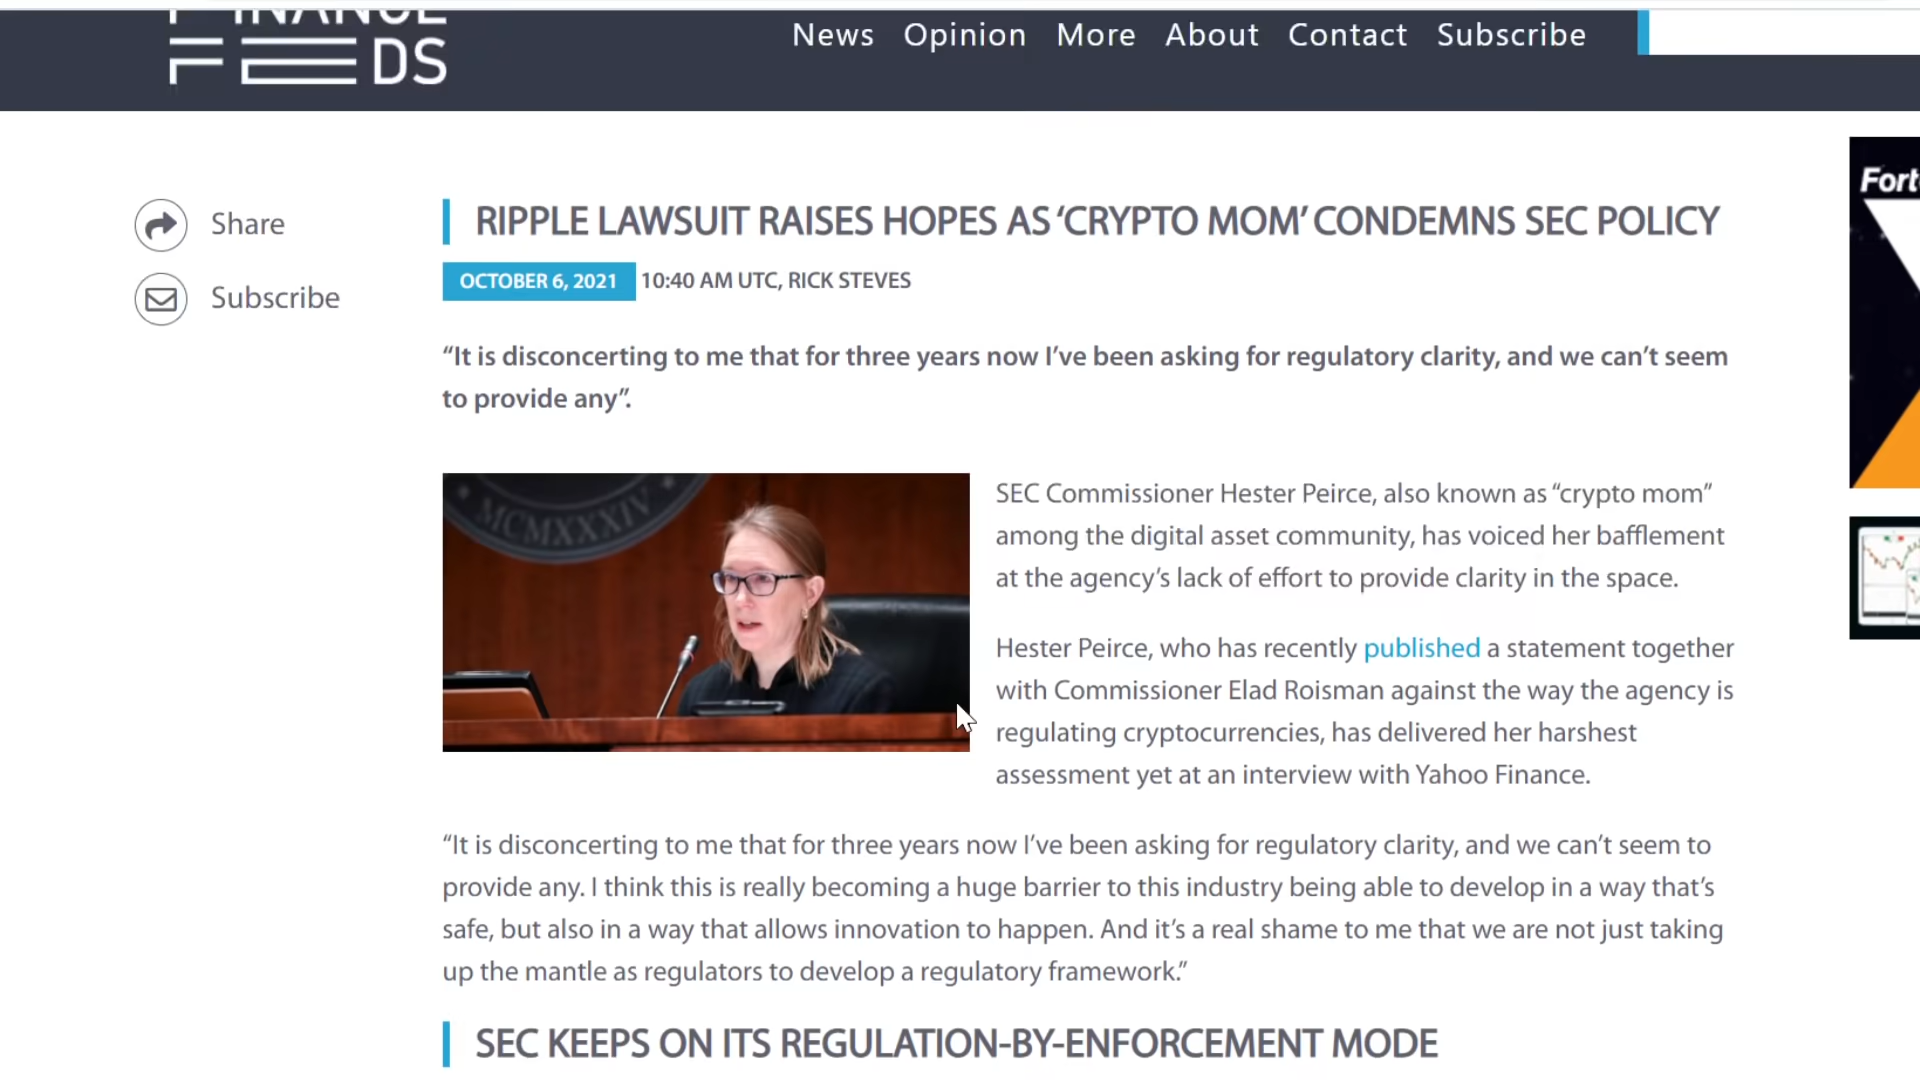 FINANCE
FEEDS
News Opinion More About Contact Subscribe
Share
Subscribe
RIPPLE LAWSUIT RAISES HOPES AS ‘CRYPTO MOM’ CONDEMNS SEC POLICY
OCTOBER 6, 2021 10:40 AM UTC, RICK STEVES
“It is disconcerting to me that for three years now I’ve been asking for regulatory clarity, and we can’t seem
to provide any”.
MCMXXXIV
SEC Commissioner Hester Peirce, also known as “crypto mom”
among the digital asset community, has voiced her bafflement
at the agency’s lack of effort to provide clarity in the space.
Hester Peirce, who has recently published a statement together
with Commissioner Elad Roisman against the way the agency is
regulating cryptocurrencies, has delivered her harshest
assessment yet at an interview with Yahoo Finance.
“It is disconcerting to me that for three years now I’ve been asking for regulatory clarity, and we can’t seem to
provide any. I think this is really becoming a huge barrier to this industry being able to develop in a way that’s
safe, but also in a way that allows innovation to happen. And it’s a real shame to me that we are not just taking
up the mantle as regulators to develop a regulatory framework.”
SEC KEEPS ON ITS REGULATION-BY-ENFORCEMENT MODE